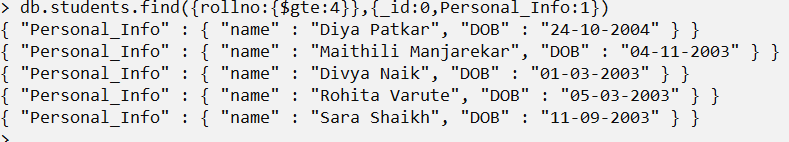 > db.students.find({rollno:{$gte:4}},{_id:0,Personal_Info:1})
{ "Personal_Info" : { "name" : "Diya Patkar", "DOB" : "24-10-2004" } }
{ "Personal_Info" : { "name" : "Maithili Manjarekar", "DOB" : "04-11-2003" } }
{ "Personal_Info" : { "name" : "Divya Naik", "DOB" : "01-03-2003" } }
{ "Personal_Info" : { "name" : "Rohita Varute", "DOB" : "05-03-2003" } }
{ "Personal_Info" : { "name" : "Sara Shaikh", "DOB" : "11-09-2003" } }
>